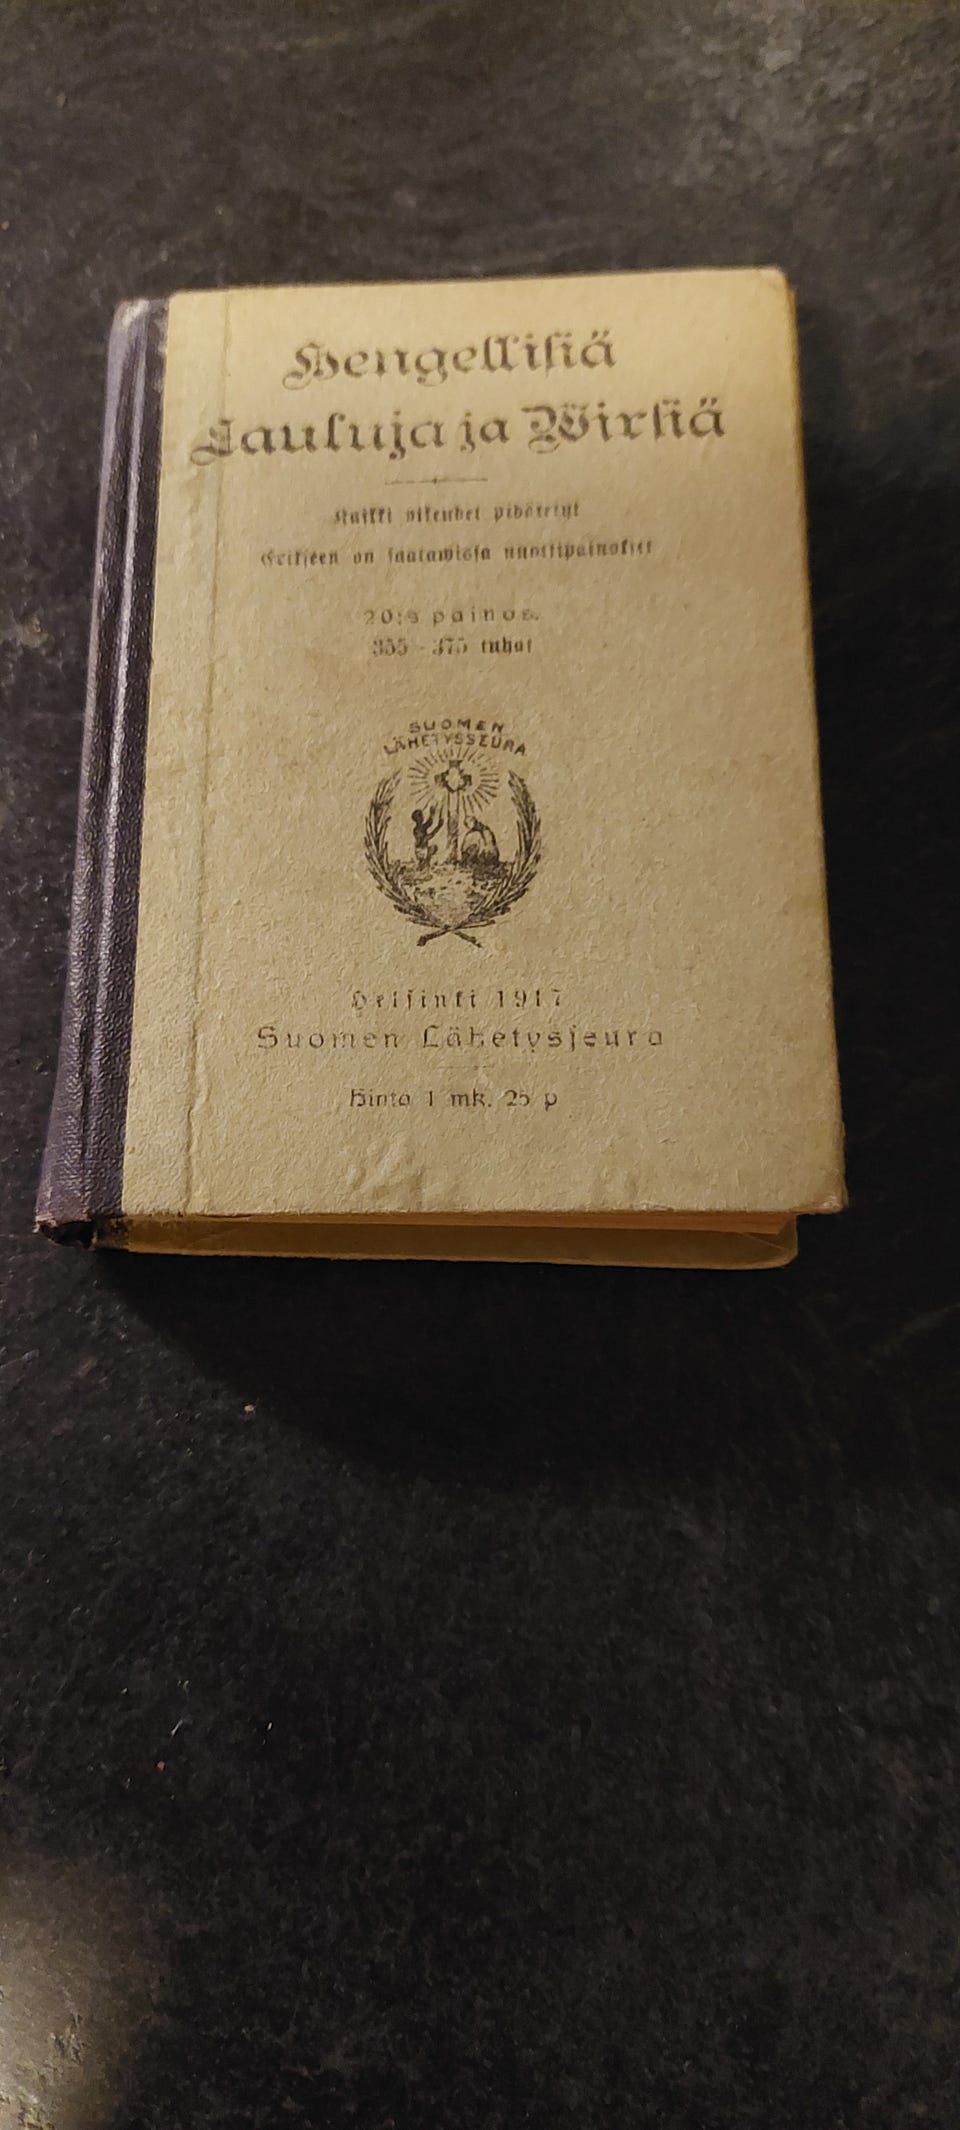 Hengellisiä
Lauluja ja Wirsiä
Kaikki oikeudet pidätetyt
Erikseen on saatawissa nuottipainokset
20:s painos.
355 - 375 tuhat
SUOMEN
LÄHETYSSEURA
Helsinki 1917
Suomen Lähetysseura
Hinta 1 mk. 25 p